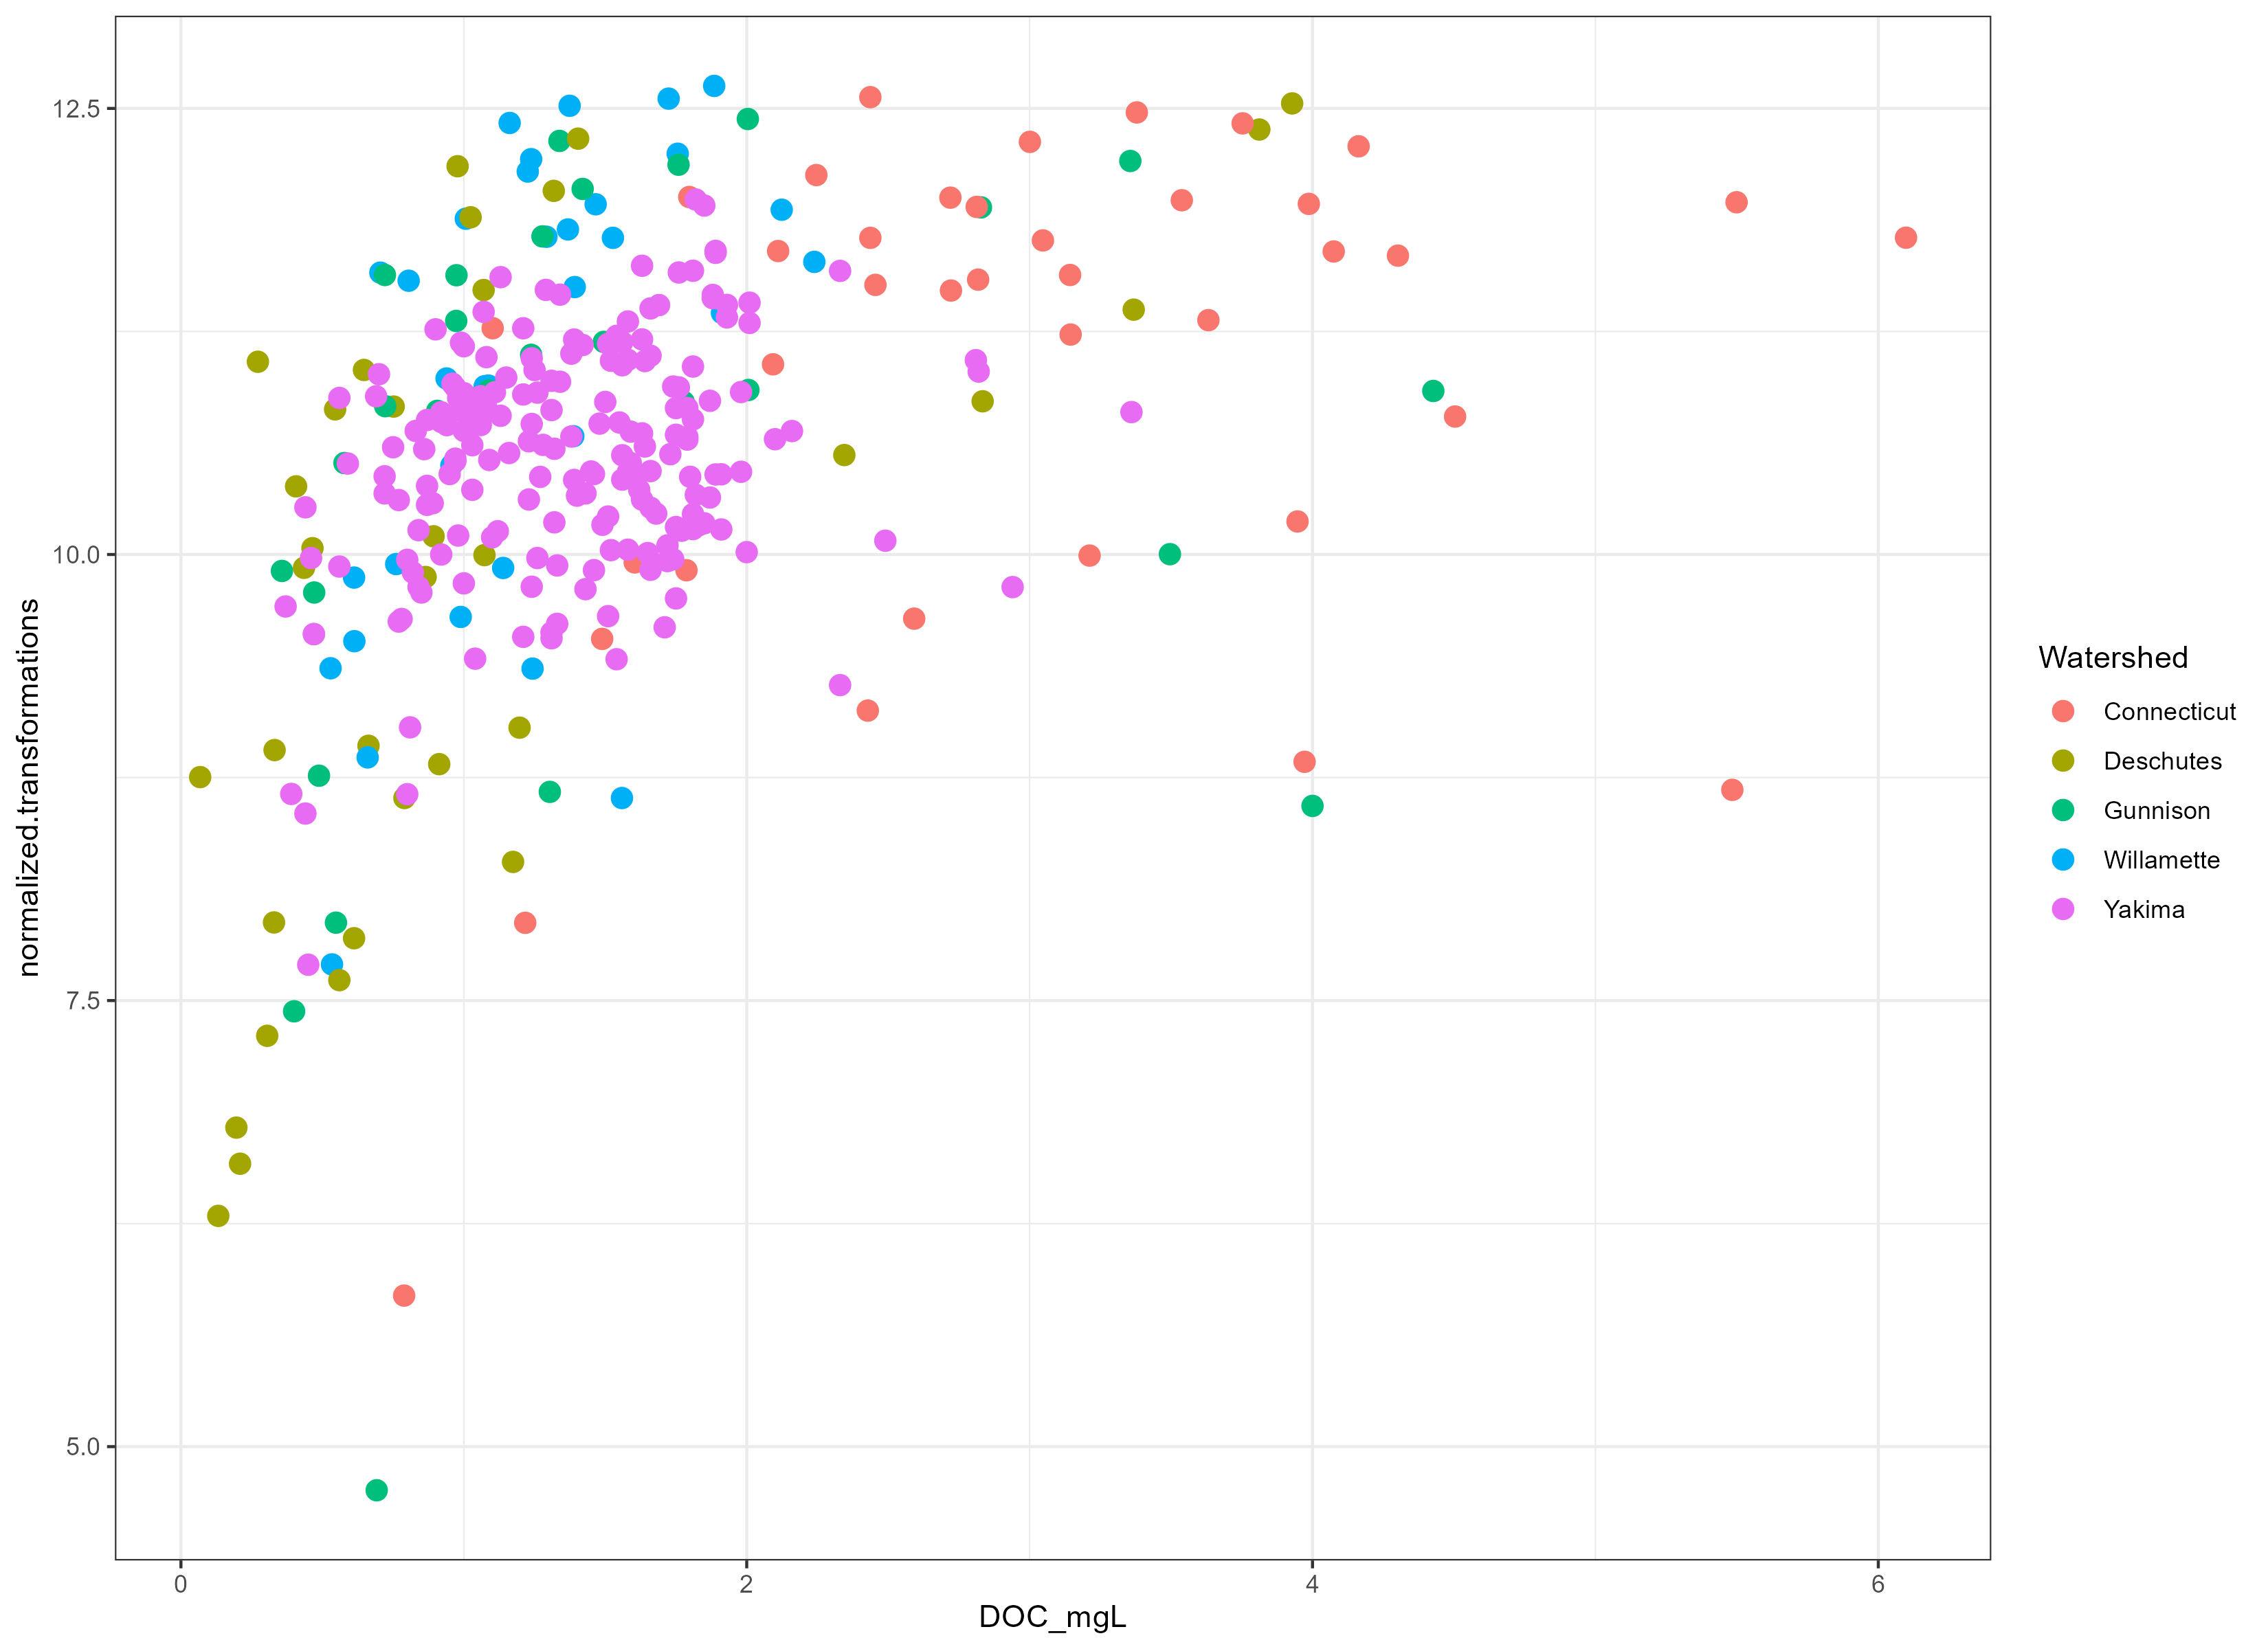 12.5
10.0
7.5
5.0
normalized.transformations
0
2
4
6
DOC_mgL
Watershed
Connecticut
Deschutes
Gunnison
Willamette
Yakima